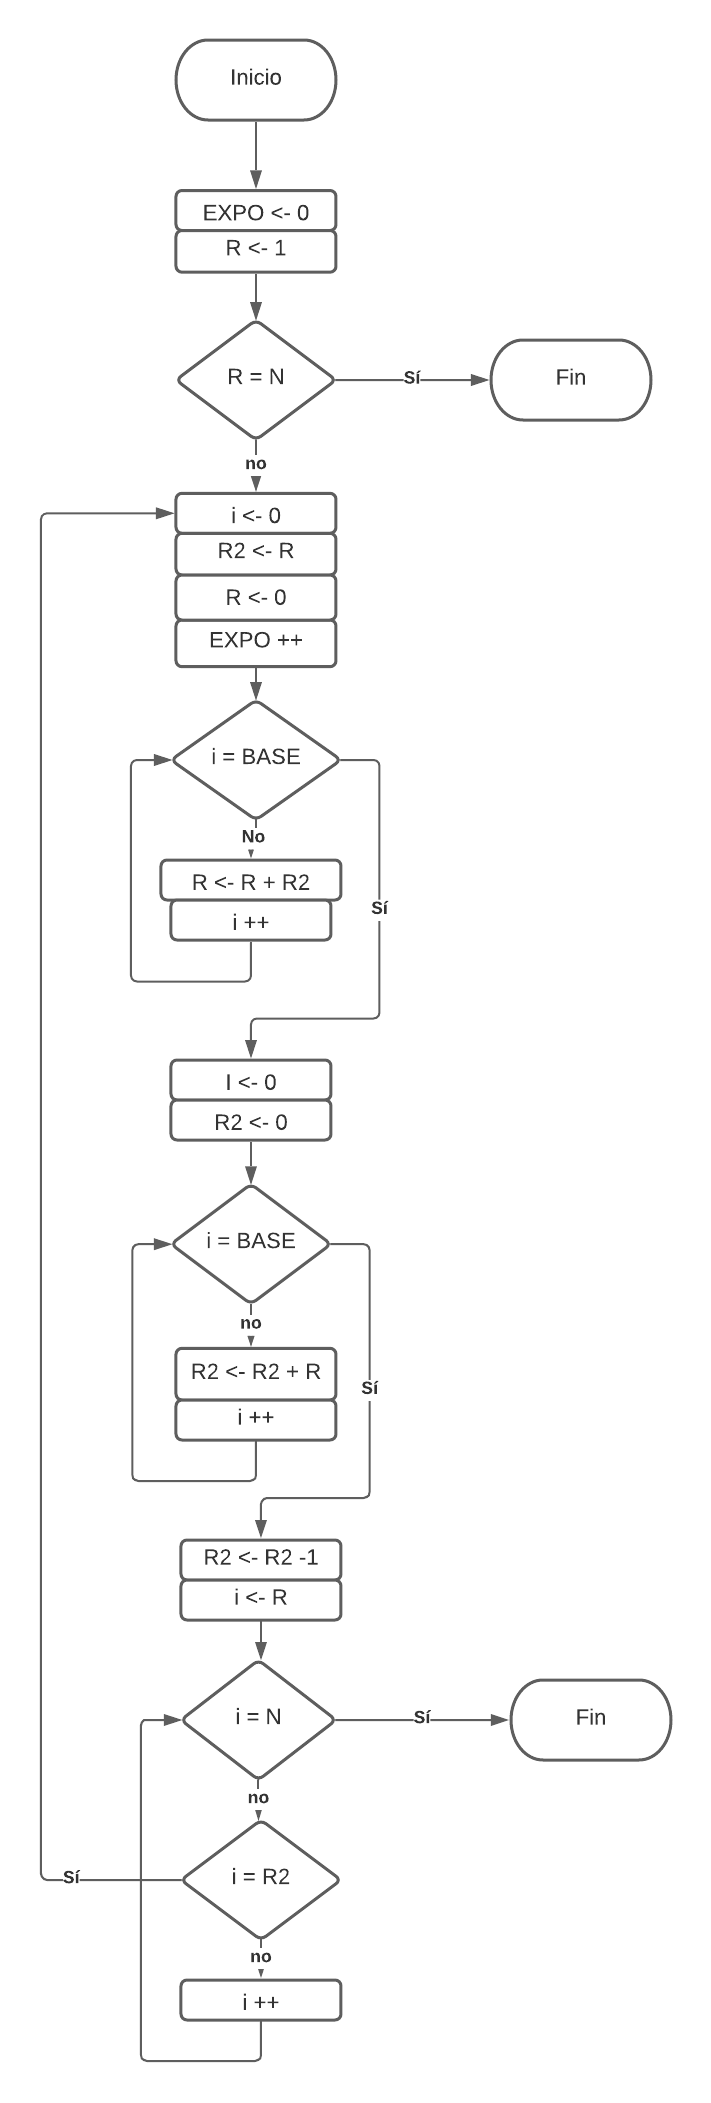 Inicio
EXPO <- 0
R <- 1
R = N
Sí
Fin
no
i <- 0
R2 <- R
R <- 0
EXPO ++
i = BASE
No
R <- R + R2
i ++
Sí
I <- 0
R2 <- 0
i = BASE
no
R2 <- R2 + R
i ++
Sí
R2 <- R2 -1
i <- R
i = N
Sí
Fin
no
i = R2
Sí
no
i ++